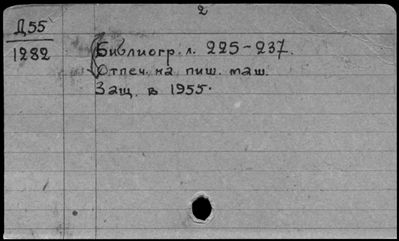 2
Д55
1282
Библиогр. л. 225-237.
Отпеч. на пиш. маш.
Защ. в 1955.